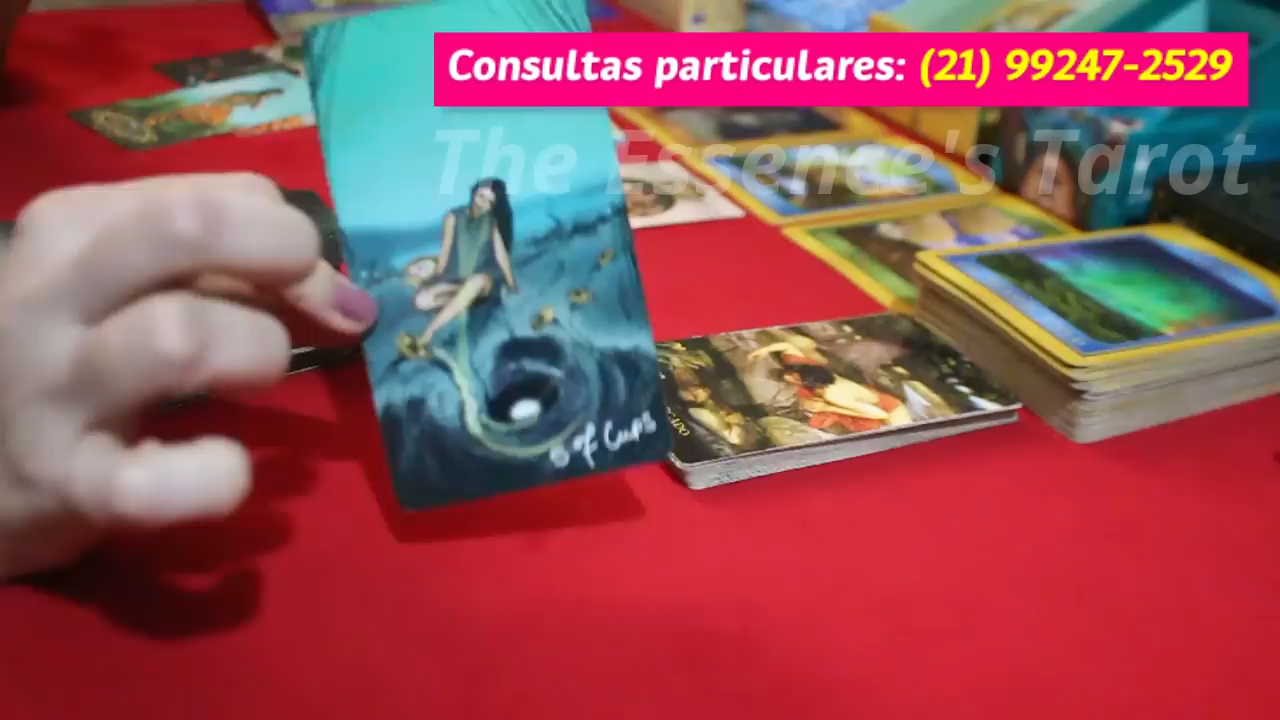 Consultas particulares: (21) 99247-2529
The Essence's Tarot
of Cups